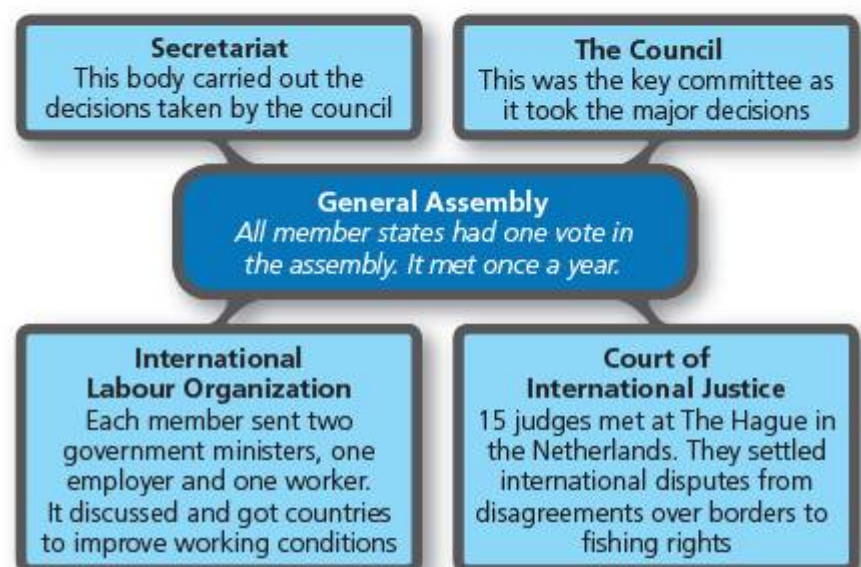 Secretariat
This body carried out the
decisions taken by the council
The Council
This was the key committee as
it took the major decisions
General Assembly
All member states had one vote in
the assembly. It met once a year.
International
Labour Organization
Each member sent two
government ministers, one
employer and one worker.
It discussed and got countries
to improve working conditions
Court of
International Justice
15 judges met at The Hague in
the Netherlands. They settled
international disputes from
disagreements over borders to
fishing rights